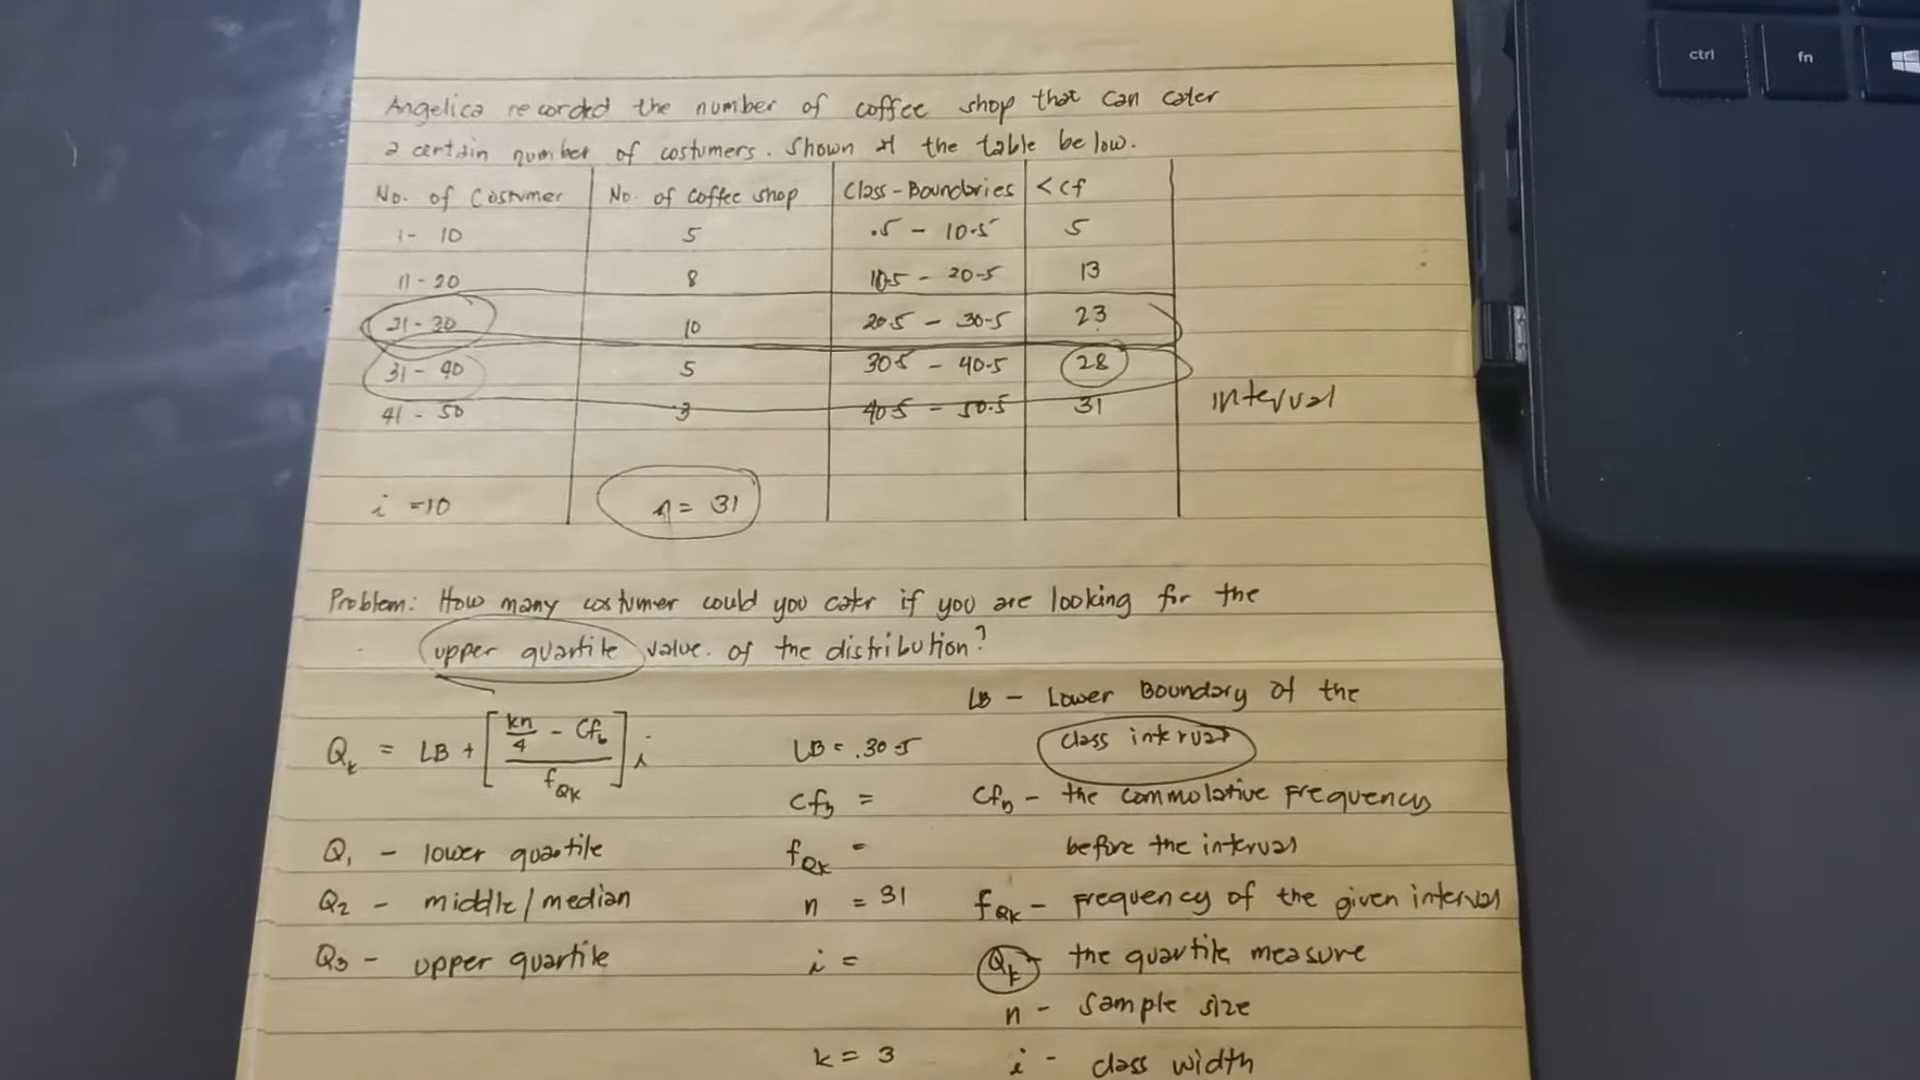 ctrl fn
Angelica recorded the number of coffee shop that can cater
a certain number of costumers. Shown at the table below.
No. of Costumer No. of coffee shop Class-Boundaries <cf
1 - 10 5 .5 - 10.5 5
11 - 20 8 10.5 - 20.5 13
21 - 30 10 20.5 - 30.5 23
31 - 40 5 30.5 - 40.5 28
41 - 50 3 40.5 - 50.5 31 interval
i = 10 n = 31
Problem: How many costumer could you cater if you are looking for the
upper quartile value of the distribution?
LB - Lower Boundary of the
class interval
Qk = LB + [kn/4 - Cfb / fQk] i LB = .30.5
Cfb = Cfb - the commolative frequency
before the interval
Q1 - lower quartile fQk =
Q2 - middle/median n = 31 fQk - frequency of the given interval
Q3 - upper quartile i = Qk - the quartile measure
n - sample size
k = 3 i - class width